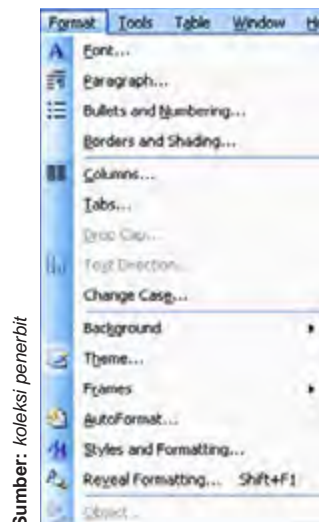 Format Tools Table Window
Font...
Paragraph...
Bullets and Numbering...
Borders and Shading...
Columns...
Tabs...
Drop Cap...
Text Direction...
Change Case...
Background
Theme...
Frames
AutoFormat...
Styles and Formatting...
Reveal Formatting... Shift+F1
Object...
Sumber: koleksi penerbit